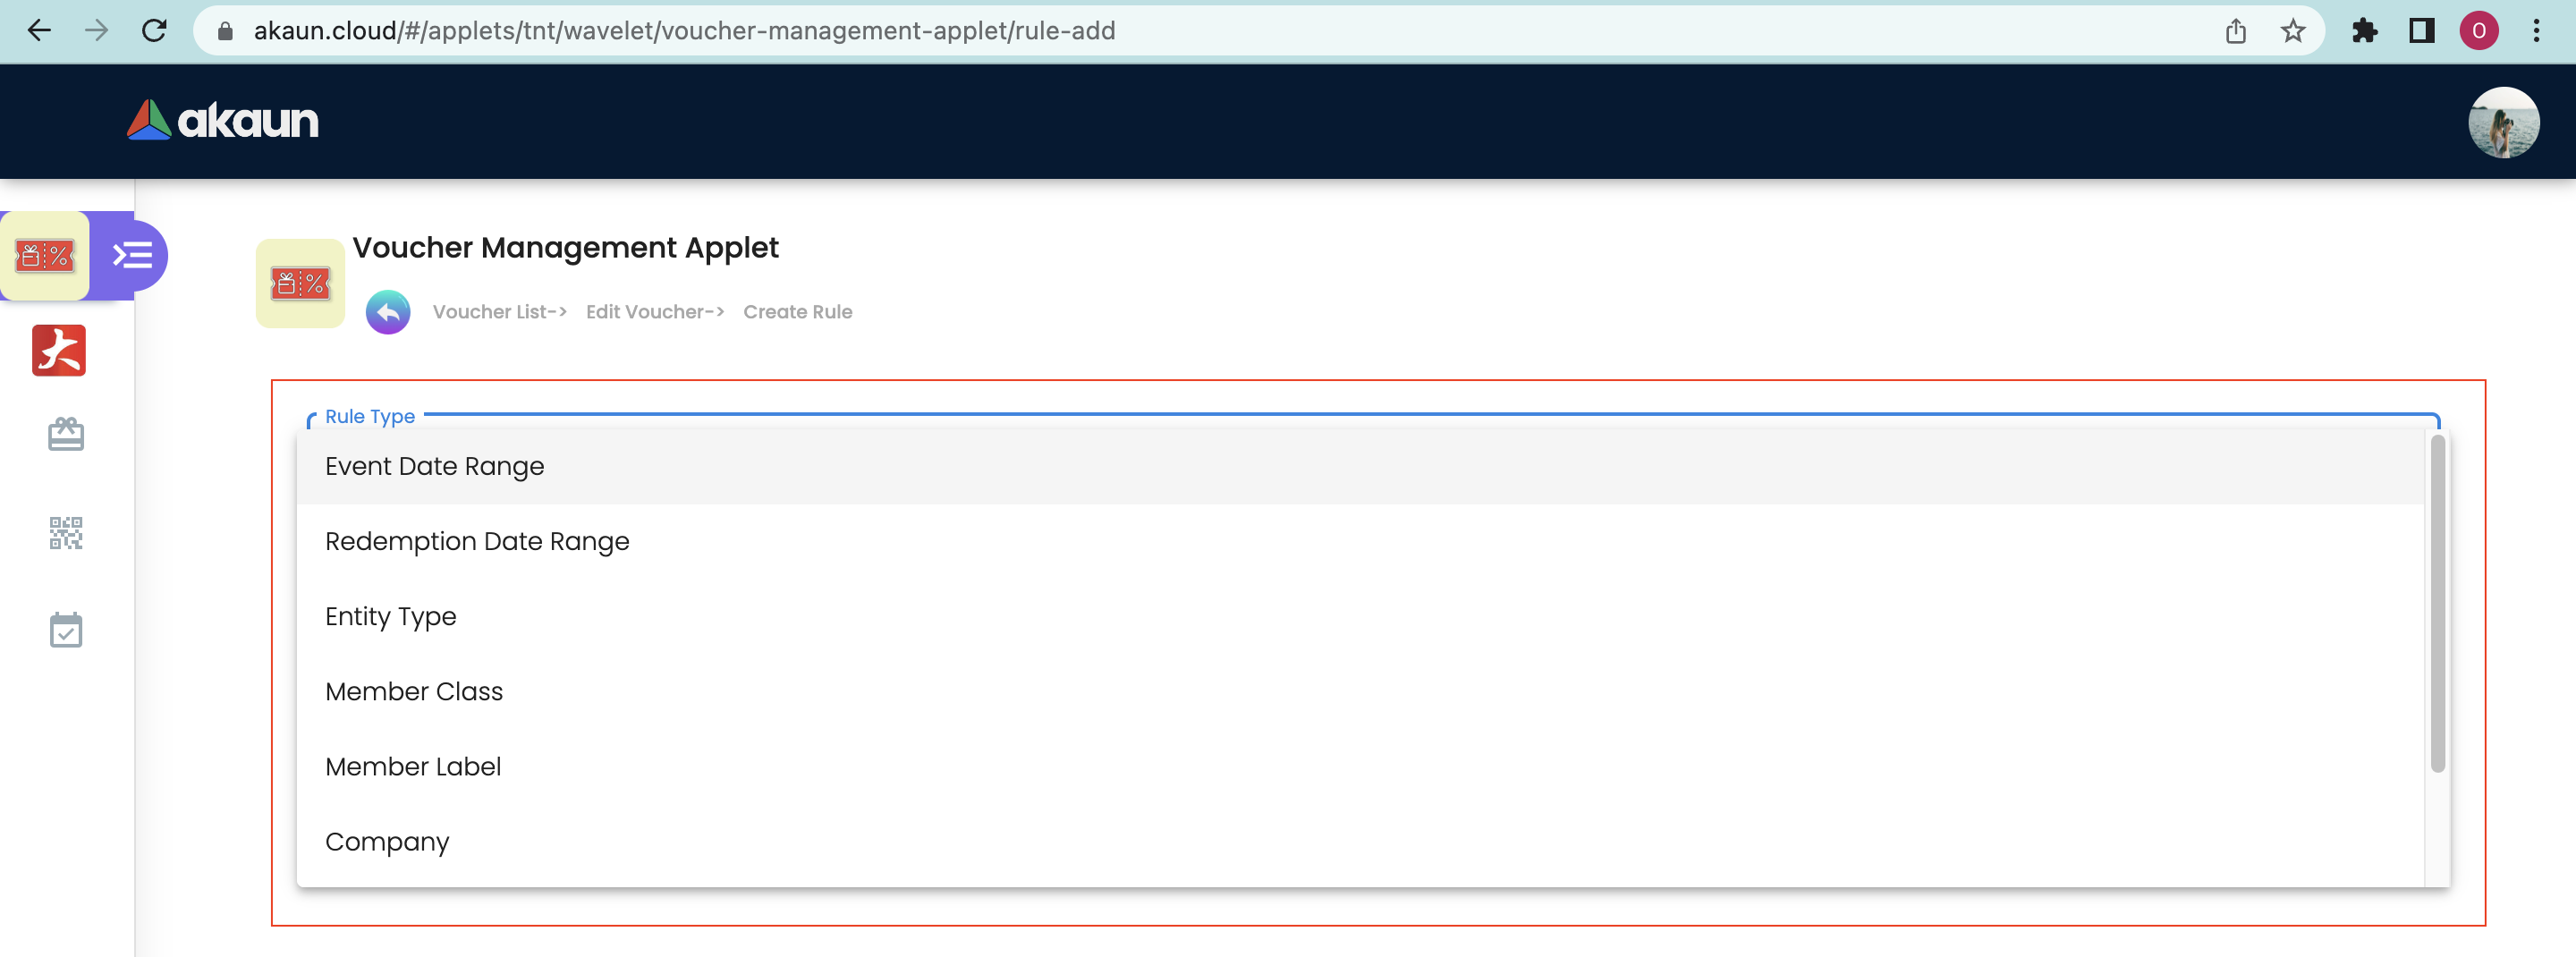 akaun.cloud/#/applets/tnt/wavelet/voucher-management-applet/rule-add
O
akaun
Voucher Management Applet
Voucher List-> Edit Voucher-> Create Rule
Rule Type
Event Date Range
Redemption Date Range
Entity Type
Member Class
Member Label
Company